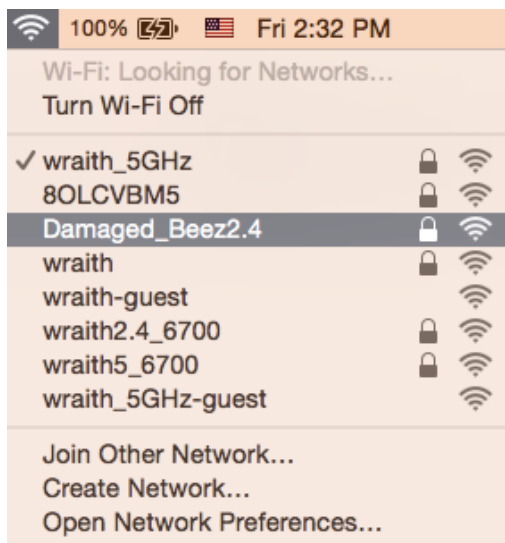 100% Fri 2:32 PM
Wi-Fi: Looking for Networks...
Turn Wi-Fi Off
wraith_5GHz
8OLCVBM5
Damaged_Beez2.4
wraith
wraith-guest
wraith2.4_6700
wraith5_6700
wraith_5GHz-guest
Join Other Network...
Create Network...
Open Network Preferences...